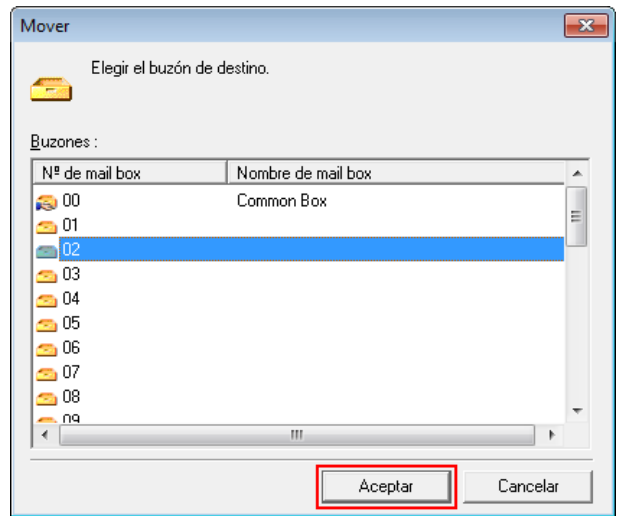 Mover
Elegir el buzón de destino.
Buzones :
Nº de mail box Nombre de mail box
00 Common Box
01
02
03
04
05
06
07
08
09
Aceptar Cancelar